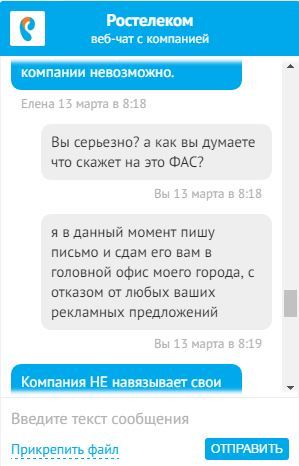 Ростелеком
веб-чат с компанией
компании невозможно.
Елена 13 марта в 8:18
Вы серьезно? а как вы думаете
что скажет на это ФАС?
Вы 13 марта в 8:18
я в данный момент пишу
письмо и сдам его вам в
головной офис моего города, с
отказом от любых ваших
рекламных предложений
Вы 13 марта в 8:19
Компания НЕ навязывает свои
Введите текст сообщения
Прикрепить файл
ОТПРАВИТЬ